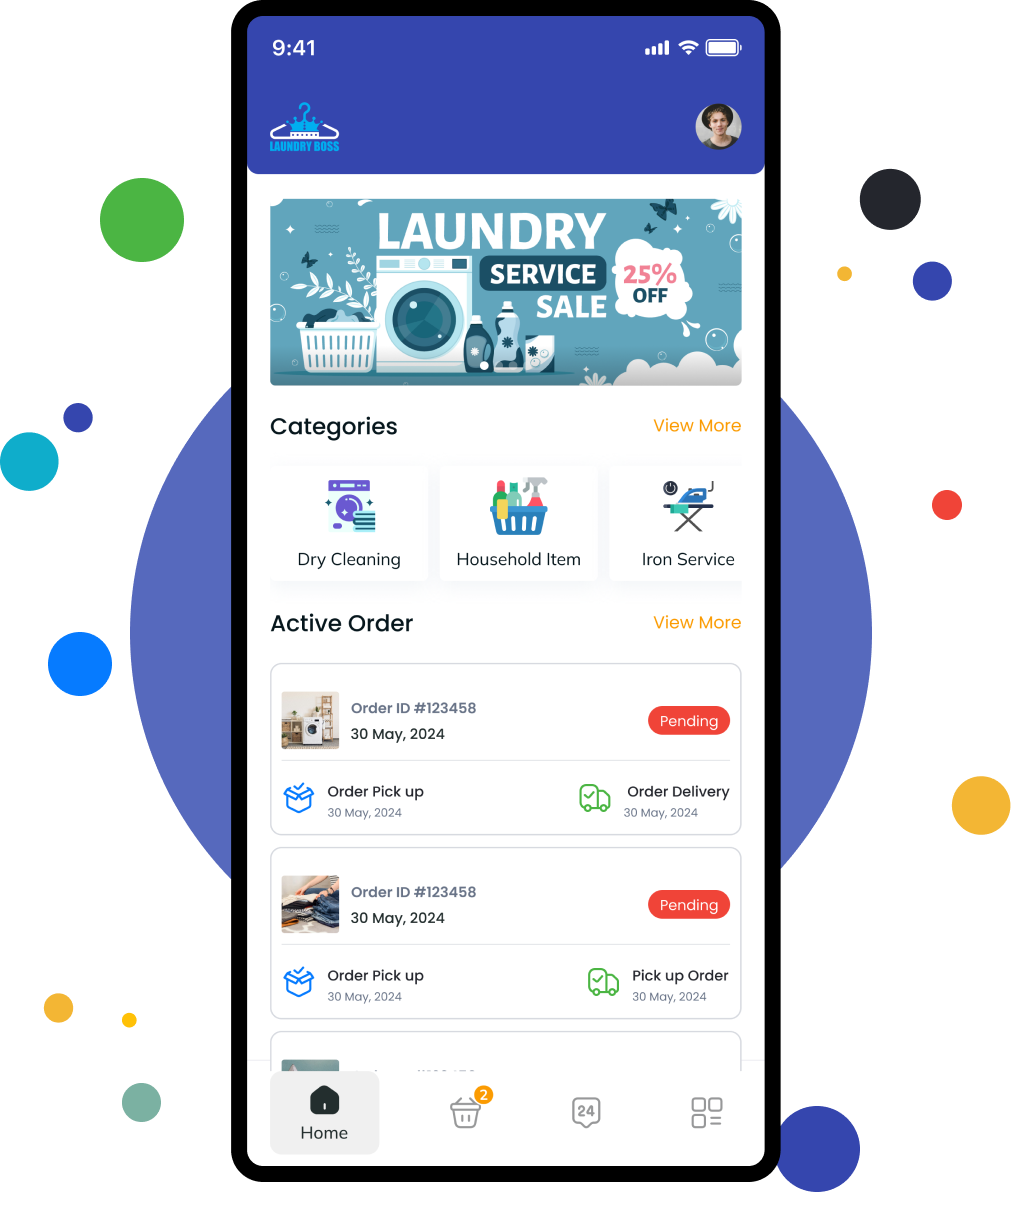 9:41
LAUNDRY BOSS
LAUNDRY
SERVICE
SALE
25%
OFF
Categories
View More
Dry Cleaning
Household Item
Iron Service
Active Order
View More
Order ID #123458
30 May, 2024
Pending
Order Pick up
30 May, 2024
Order Delivery
30 May, 2024
Order ID #123458
30 May, 2024
Pending
Order Pick up
30 May, 2024
Pick up Order
30 May, 2024
Home
2
24